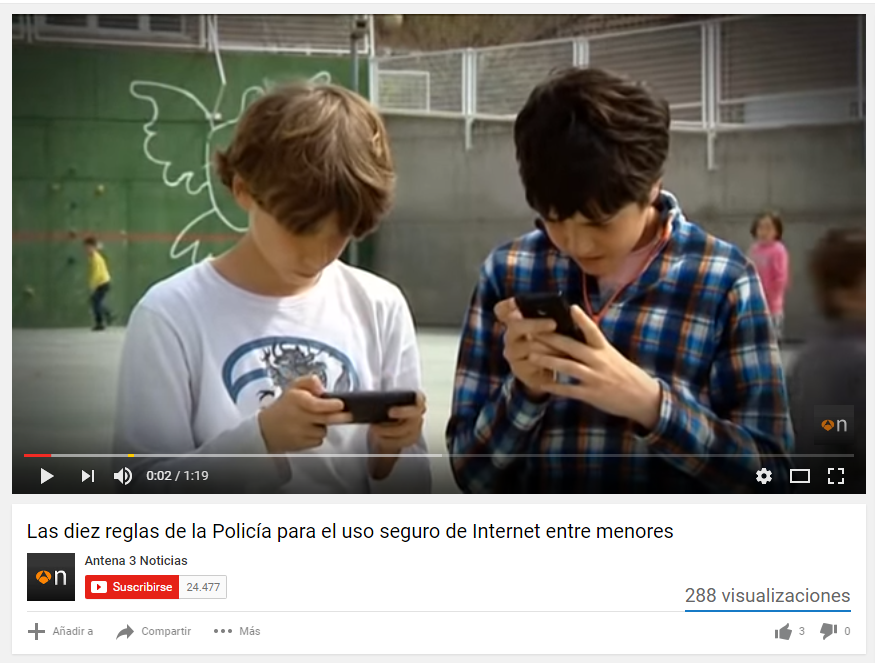 n
0:02 / 1:19
Las diez reglas de la Policía para el uso seguro de Internet entre menores
n
Antena 3 Noticias
Suscribirse 24.477
288 visualizaciones
Añadir a Compartir Más 3 0